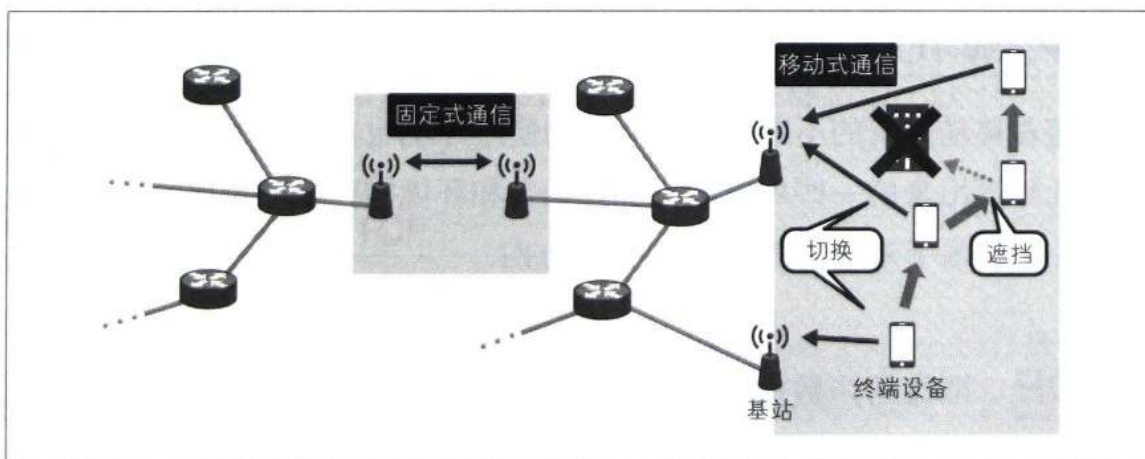 固定式通信
移动式通信
切换
遮挡
终端设备
基站